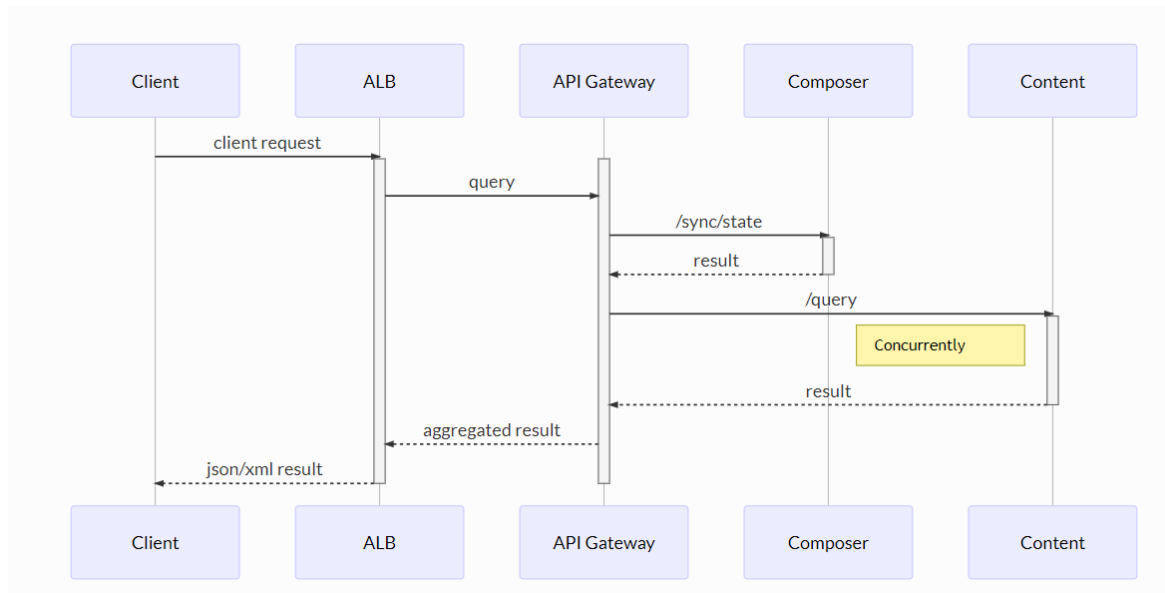 Client
ALB
API Gateway
Composer
Content
client request
query
/sync/state
result
/query
Concurrently
result
aggregated result
json/xml result
Client
ALB
API Gateway
Composer
Content